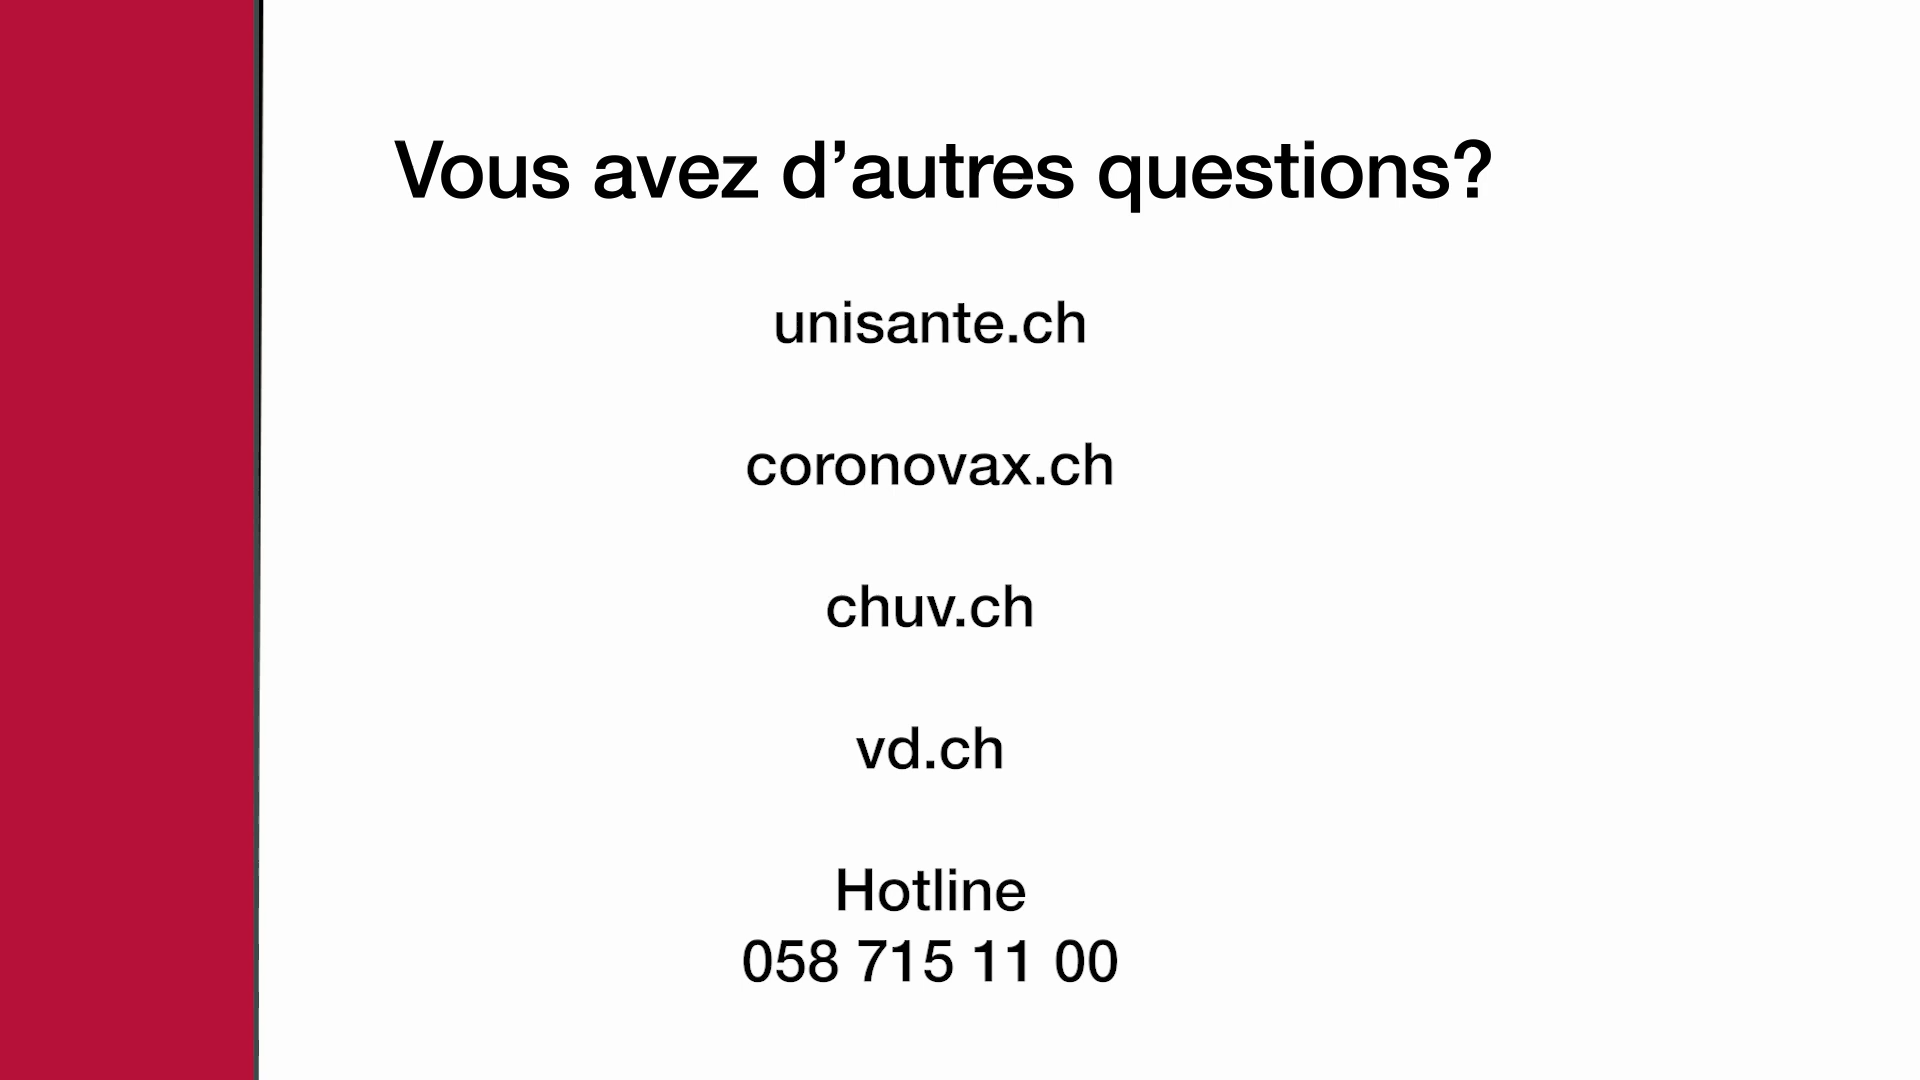 Vous avez d’autres questions?
unisante.ch
coronovax.ch
chuv.ch
vd.ch
Hotline
058 715 11 00